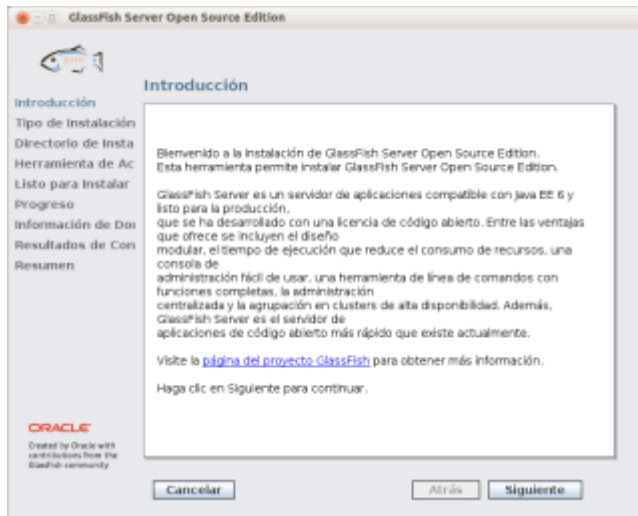 GlassFish Server Open Source Edition
Introducción
Introducción
Tipo de Instalación
Directorio de Insta
Herramienta de Ac
Listo para Instalar
Progreso
Información de Doi
Resultados de Con
Resumen
Bienvenido a la instalación de GlassFish Server Open Source Edition.
Esta herramienta permite instalar GlassFish Server Open Source Edition.
GlassFish Server es un servidor de aplicaciones compatible con Java EE 6 y
listo para la producción,
que se ha desarrollado con una licencia de código abierto. Entre las ventajas
que ofrece se incluyen el diseño
modular, el tiempo de ejecución que reduce el consumo de recursos, una
consola de
administración fácil de usar, una herramienta de línea de comandos con
funciones completas, la administración
centralizada y la agrupación en clusters de alta disponibilidad. Además,
GlassFish Server es el servidor de
aplicaciones de código abierto más rápido que existe actualmente.
Visite la página del proyecto GlassFish para obtener más información.
Haga clic en Siguiente para continuar.
ORACLE
Created by Oracle with
contributions from the
GlassFish community
Cancelar
Atrás
Siguiente